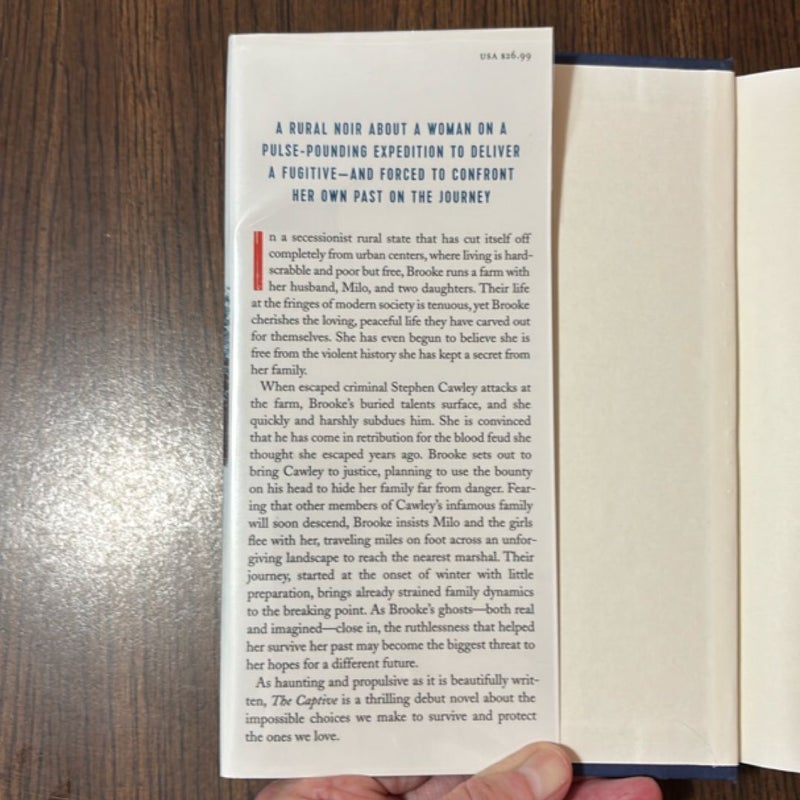 USA $26.99
A RURAL NOIR ABOUT A WOMAN ON A
PULSE-POUNDING EXPEDITION TO DELIVER
A FUGITIVE—AND FORCED TO CONFRONT
HER OWN PAST ON THE JOURNEY
In a secessionist rural state that has cut itself off
completely from urban centers, where living is hard-
scrabble and poor but free, Brooke runs a farm with
her husband, Milo, and two daughters. Their life
at the fringes of modern society is tenuous, yet Brooke
cherishes the loving, peaceful life they have carved out
for themselves. She has even begun to believe she is
free from the violent history she has kept a secret from
her family.
When escaped criminal Stephen Cawley attacks at
the farm, Brooke's buried talents surface, and she
quickly and harshly subdues him. She is convinced
that he has come in retribution for the blood feud she
thought she escaped years ago. Brooke sets out to
bring Cawley to justice, planning to use the bounty
on his head to hide her family far from danger. Fear-
ing that other members of Cawley's infamous family
will soon descend, Brooke insists Milo and the girls
flee with her, traveling miles on foot across an unfor-
giving landscape to reach the nearest marshal. Their
journey, started at the onset of winter with little
preparation, brings already strained family dynamics
to the breaking point. As Brooke's ghosts—both real
and imagined—close in, the ruthlessness that helped
her survive her past may become the biggest threat to
her hopes for a different future.
As haunting and propulsive as it is beautifully writ-
ten, The Captive is a thrilling debut novel about the
impossible choices we make to survive and protect
the ones we love.